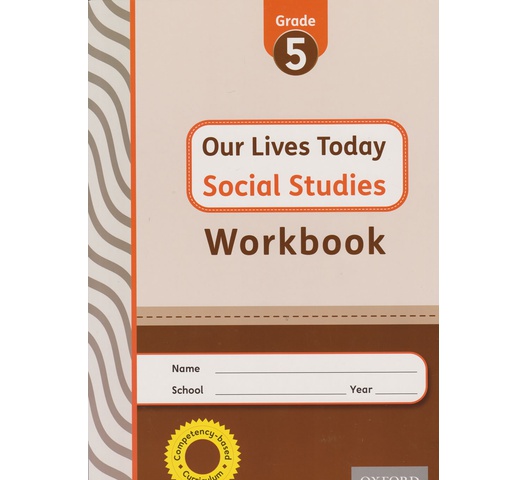 Grade
5
Our Lives Today
Social Studies
Workbook
Name
School Year
Competency-based
Curriculum
OXFORD